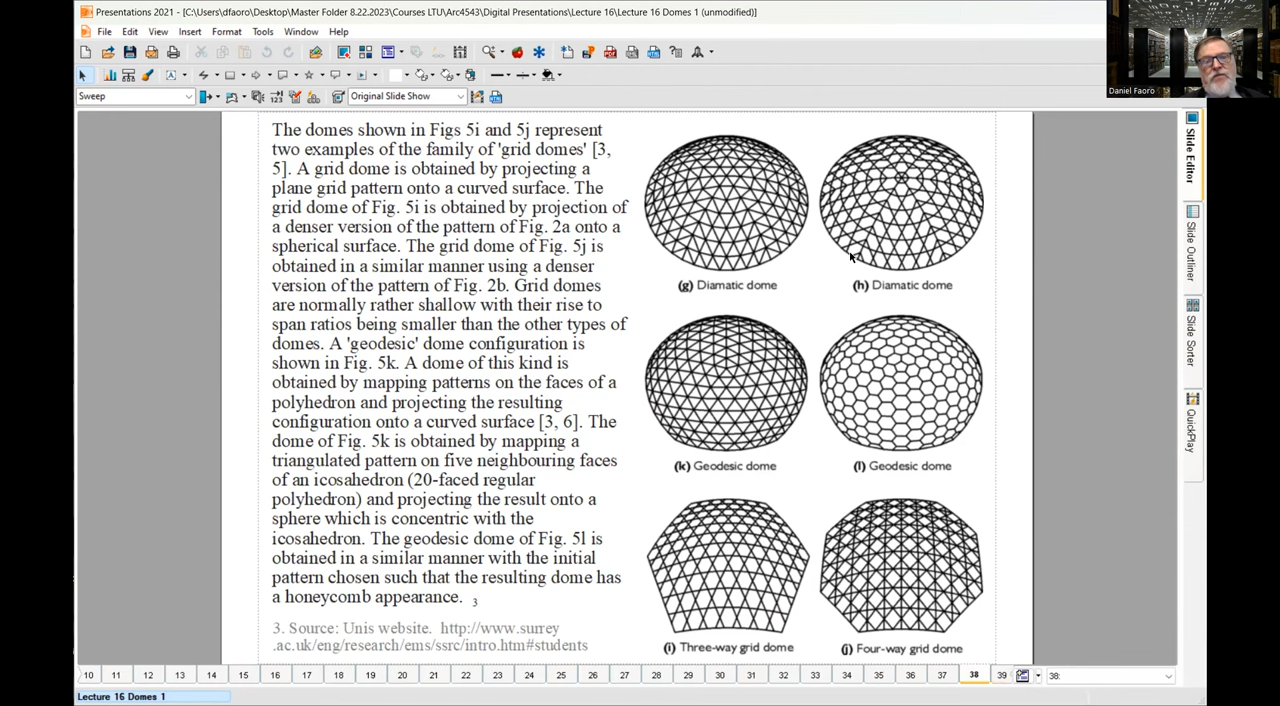 Presentations 2021 - [C:\Users\dfaoro\Desktop\Master Folder 8.22.2023\Courses LTU\Arc4543\Digital Presentations\Lecture 16\Lecture 16 Domes 1 (unmodified)]
File Edit View Insert Format Tools Window Help
Sweep
Original Slide Show
Daniel Faoro
The domes shown in Figs 5i and 5j represent
two examples of the family of 'grid domes' [3,
5]. A grid dome is obtained by projecting a
plane grid pattern onto a curved surface. The
grid dome of Fig. 5i is obtained by projection of
a denser version of the pattern of Fig. 2a onto a
spherical surface. The grid dome of Fig. 5j is
obtained in a similar manner using a denser
version of the pattern of Fig. 2b. Grid domes
are normally rather shallow with their rise to
span ratios being smaller than the other types of
domes. A 'geodesic' dome configuration is
shown in Fig. 5k. A dome of this kind is
obtained by mapping patterns on the faces of a
polyhedron and projecting the resulting
configuration onto a curved surface [3, 6]. The
dome of Fig. 5k is obtained by mapping a
triangulated pattern on five neighbouring faces
of an icosahedron (20-faced regular
polyhedron) and projecting the result onto a
sphere which is concentric with the
icosahedron. The geodesic dome of Fig. 5l is
obtained in a similar manner with the initial
pattern chosen such that the resulting dome has
a honeycomb appearance. 3
3. Source: Unis website. http://www.surrey
.ac.uk/eng/research/ems/ssrc/intro.htm#students
(g) Diamatic dome
(h) Diamatic dome
(k) Geodesic dome
(l) Geodesic dome
(i) Three-way grid dome
(j) Four-way grid dome
Slide Editor
Slide Outliner
Slide Sorter
QuickPlay
10 11 12 13 14 15 16 17 18 19 20 21 22 23 24 25 26 27 28 29 30 31 32 33 34 35 36 37 38 39
38:
Lecture 16 Domes 1